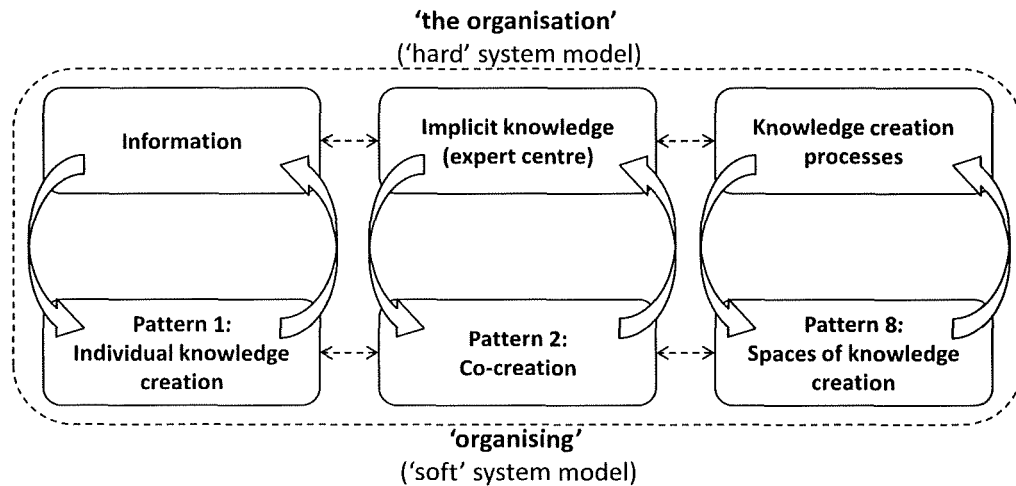 ‘the organisation’
(‘hard’ system model)
Information
Implicit knowledge
(expert centre)
Knowledge creation
processes
Pattern 1:
Individual knowledge
creation
Pattern 2:
Co-creation
Pattern 8:
Spaces of knowledge
creation
‘organising’
(‘soft’ system model)